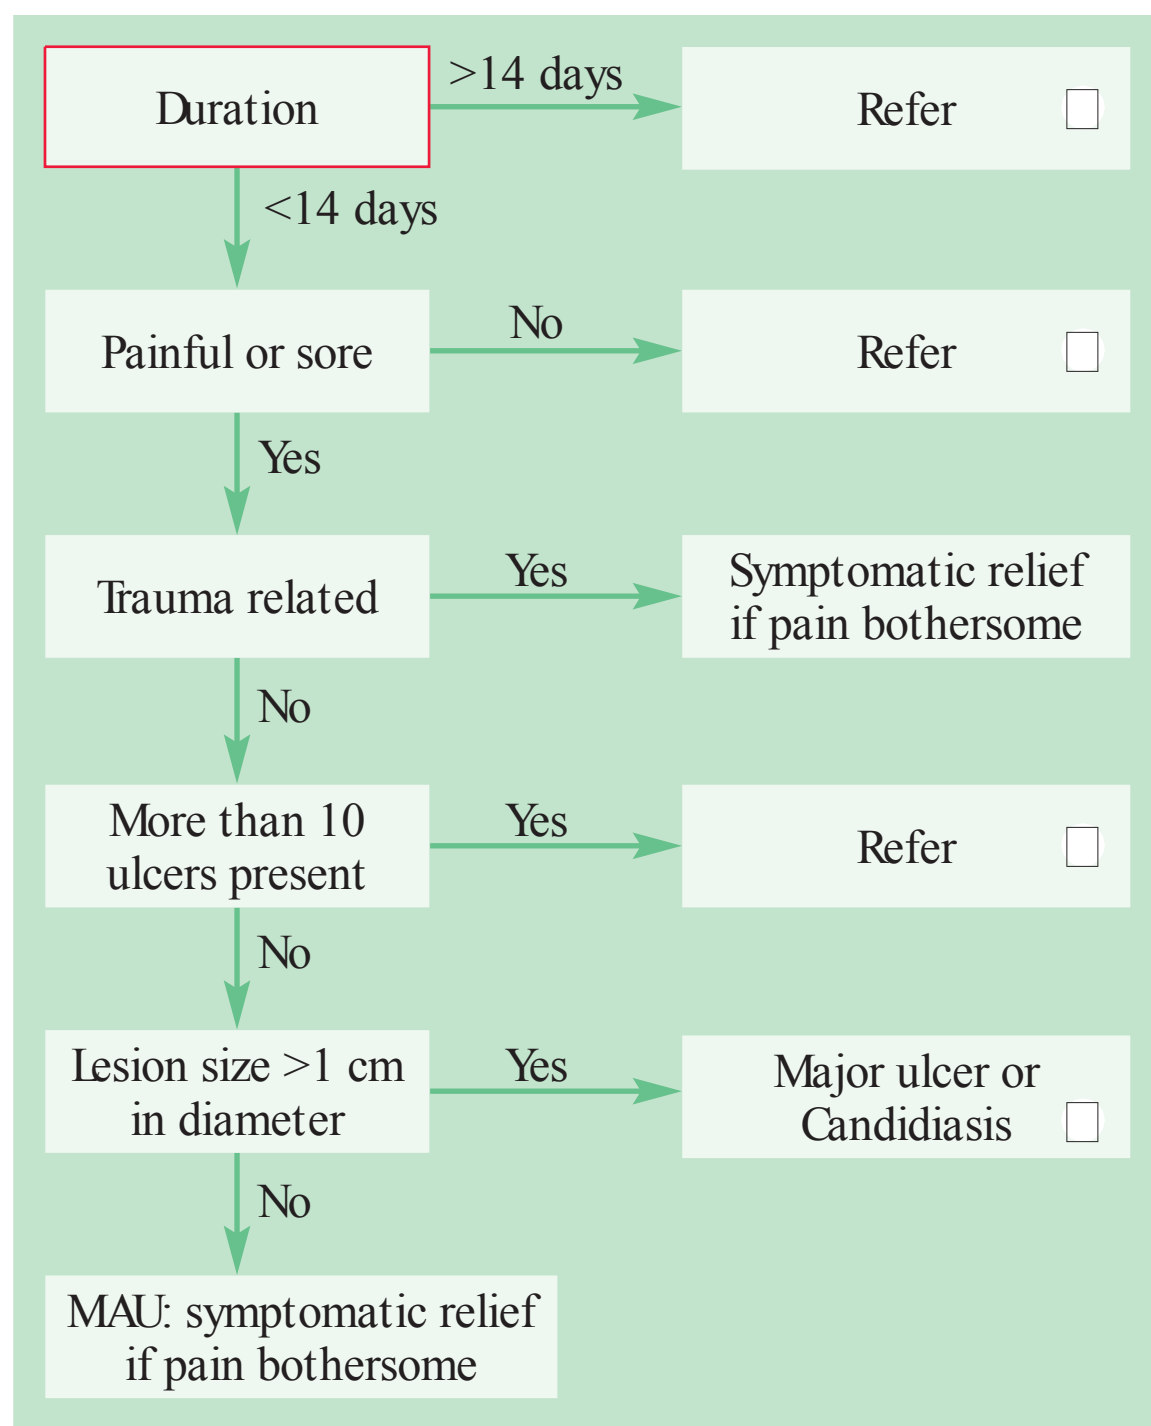 Duration
>14 days
Refer
<14 days
Painful or sore
No
Refer
Yes
Trauma related
Yes
Symptomatic relief
if pain bothersome
No
More than 10
ulcers present
Yes
Refer
No
Lesion size >1 cm
in diameter
Yes
Major ulcer or
Candidiasis
No
MAU: symptomatic relief
if pain bothersome